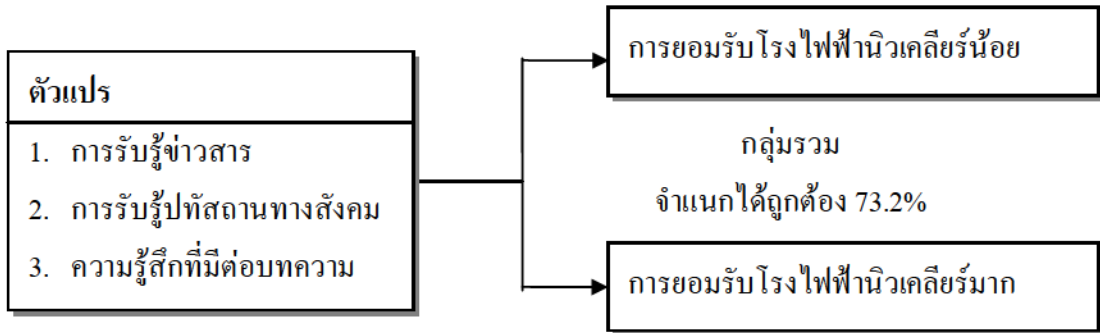 ตัวแปร
1. การรับรู้ข่าวสาร
2. การรับรู้ปทัสถานทางสังคม
3. ความรู้สึกที่มีต่อบทความ
การยอมรับโรงไฟฟ้านิวเคลียร์น้อย
กลุ่มรวม
จำแนกได้ถูกต้อง 73.2%
การยอมรับโรงไฟฟ้านิวเคลียร์มาก